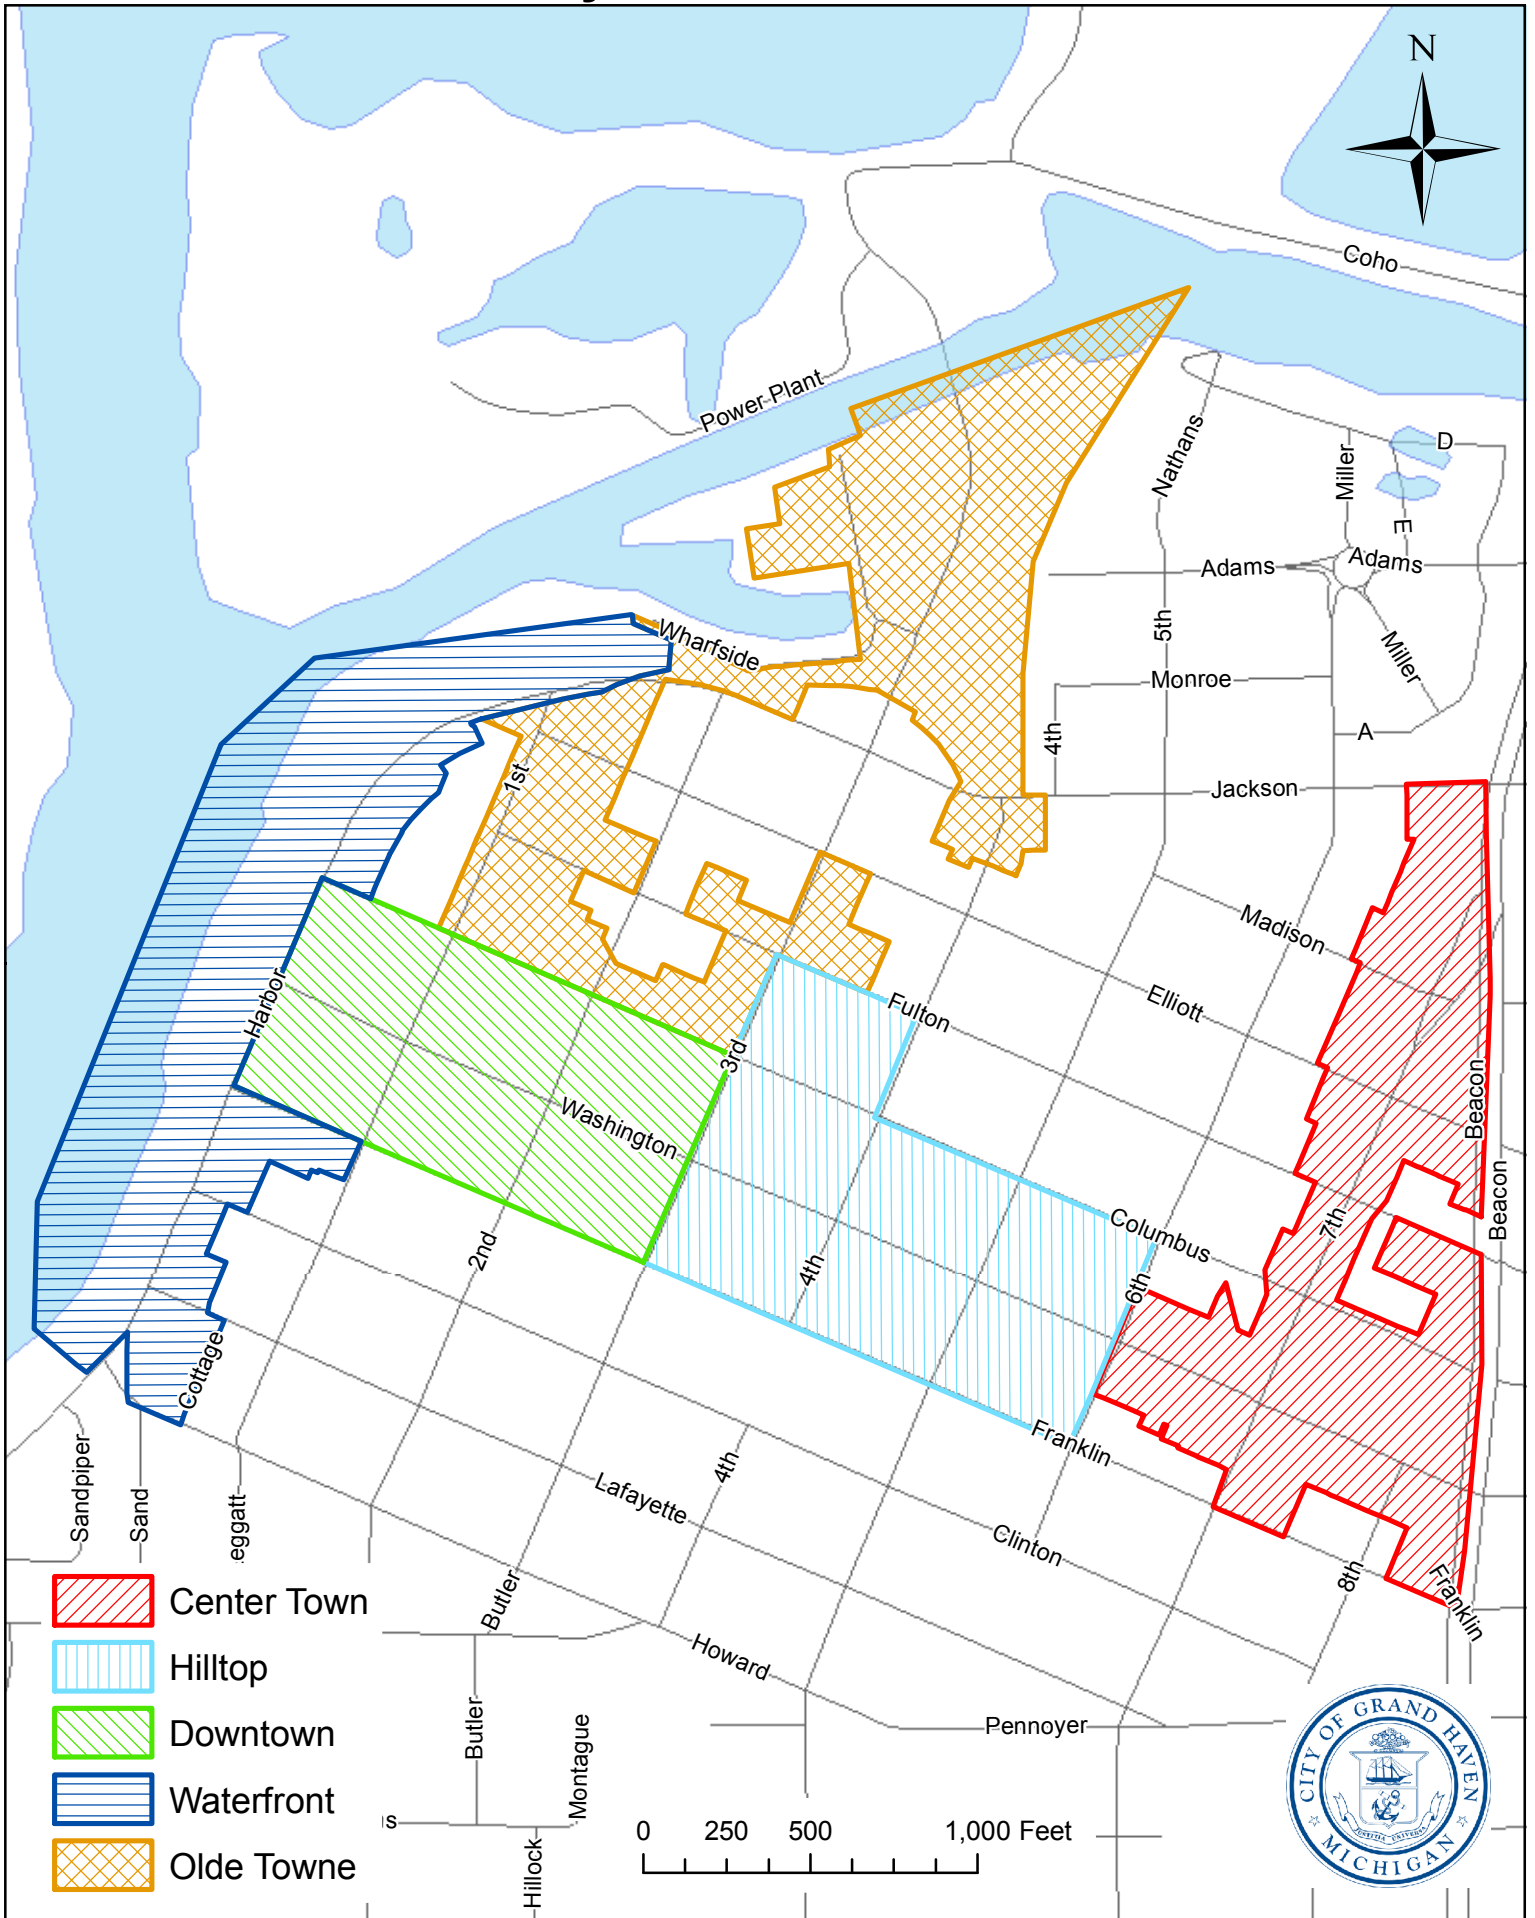 N
Coho
Power Plant
Nathans
Miller
D
E
Adams
Adams
5th
Miller
Wharfside
Monroe
4th
A
1st
Jackson
Madison
Elliott
Harbor
Fulton
3rd
Washington
Beacon
Beacon
Columbus
7th
2nd
4th
6th
Cottage
Franklin
Sandpiper
Sand
eggatt
4th
Lafayette
Clinton
8th
Franklin
Butler
Howard
Pennoyer
Butler
Montague
Hillock
Center Town
Hilltop
Downtown
Waterfront
Olde Towne
0 250 500 1,000 Feet
CITY OF GRAND HAVEN
MICHIGAN